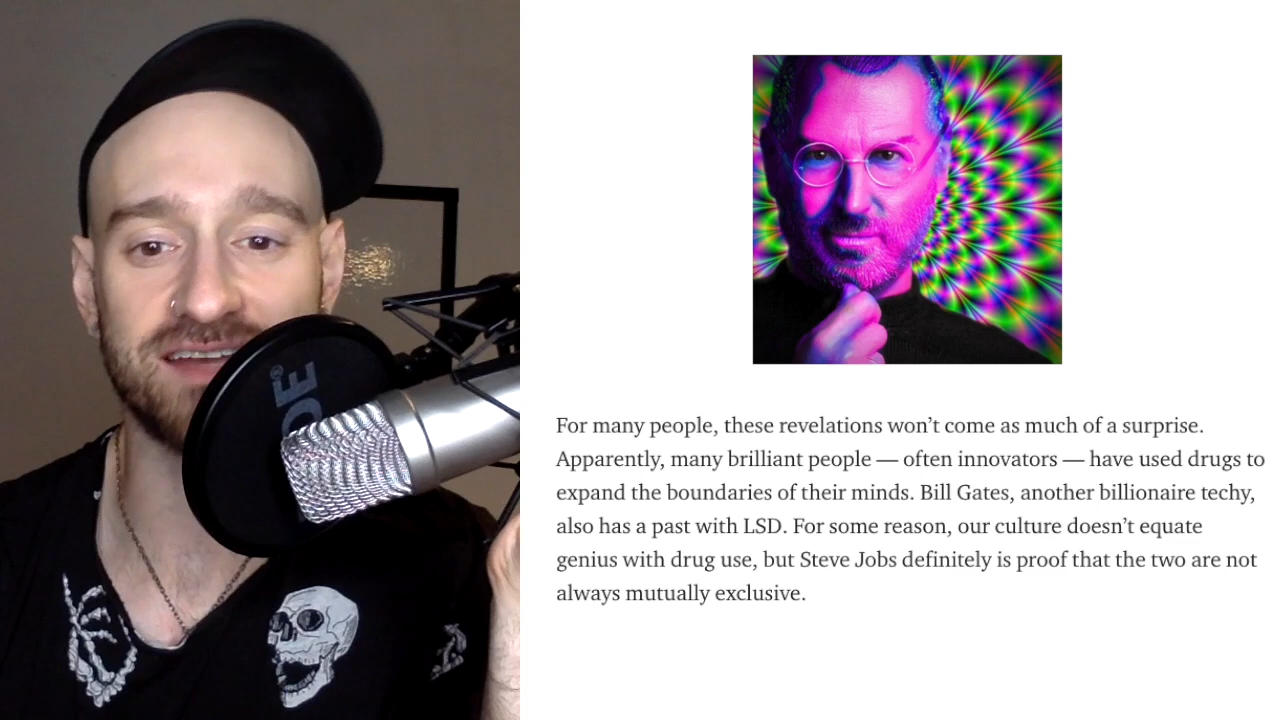 DE®
For many people, these revelations won’t come as much of a surprise.
Apparently, many brilliant people — often innovators — have used drugs to
expand the boundaries of their minds. Bill Gates, another billionaire techy,
also has a past with LSD. For some reason, our culture doesn’t equate
genius with drug use, but Steve Jobs definitely is proof that the two are not
always mutually exclusive.